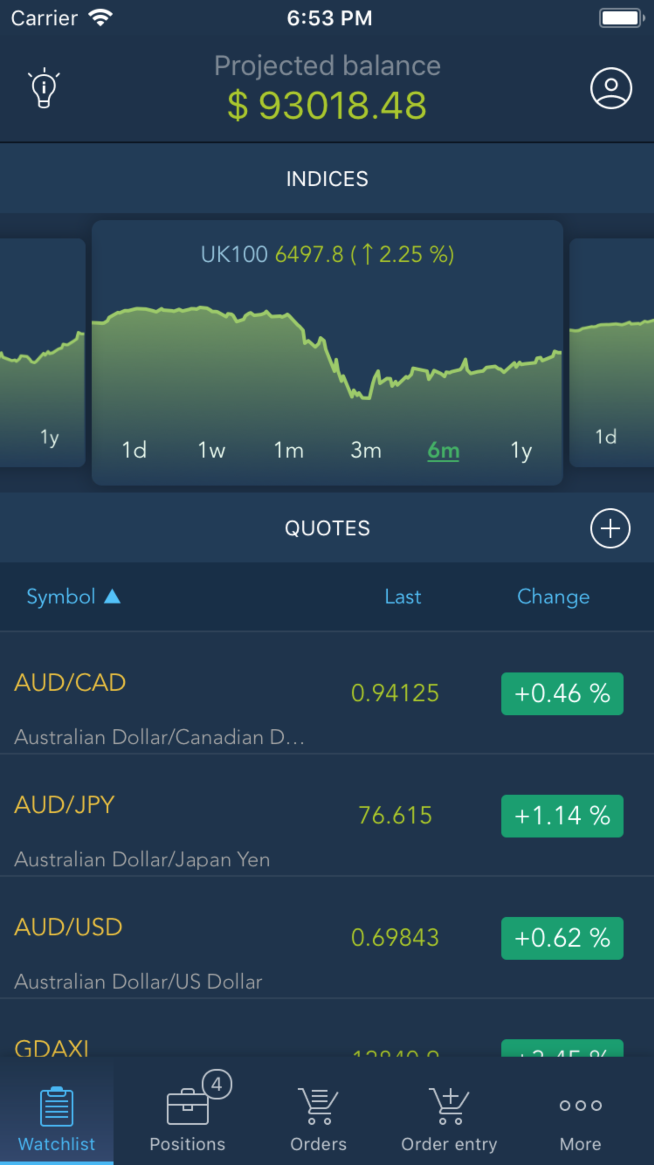 Carrier 6:53 PM
Projected balance
$ 93018.48
INDICES
UK100 6497.8 (↑ 2.25 %)
1y 1d 1w 1m 3m 6m 1y 1d
QUOTES
Symbol ▲ Last Change
AUD/CAD
0.94125 +0.46 %
Australian Dollar/Canadian D...
AUD/JPY
76.615 +1.14 %
Australian Dollar/Japan Yen
AUD/USD
0.69843 +0.62 %
Australian Dollar/US Dollar
GDAXI
4
Watchlist Positions Orders Order entry More